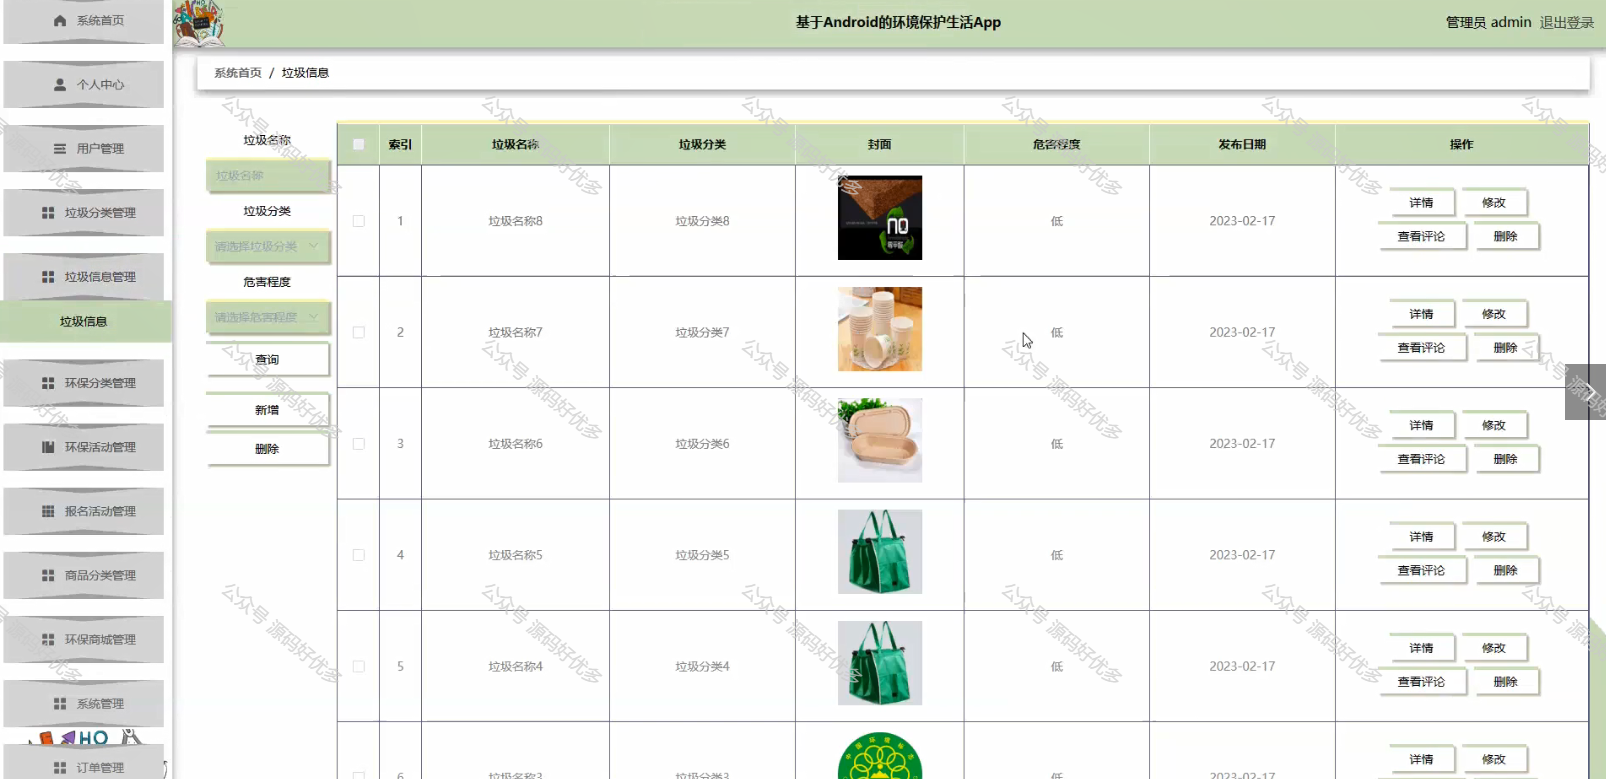 系统首页
个人中心
用户管理
垃圾分类管理
垃圾信息管理
垃圾信息
环保分类管理
环保活动管理
报名活动管理
商品分类管理
环保商城管理
系统管理
订单管理
基于Android的环境保护生活App
管理员 admin 退出登录
系统首页 / 垃圾信息
垃圾名称
垃圾名称
垃圾分类
请选择垃圾分类
危害程度
请选择危害程度
查询
新增
删除
索引 垃圾名称 垃圾分类 封面 危害程度 发布日期 操作
1 垃圾名称8 垃圾分类8 低 2023-02-17 详情 修改
查看评论 删除
2 垃圾名称7 垃圾分类7 低 2023-02-17 详情 修改
查看评论 删除
3 垃圾名称6 垃圾分类6 低 2023-02-17 详情 修改
查看评论 删除
4 垃圾名称5 垃圾分类5 低 2023-02-17 详情 修改
查看评论 删除
5 垃圾名称4 垃圾分类4 低 2023-02-17 详情 修改
查看评论 删除
6 垃圾名称3 垃圾分类3 低 2023-02-17 详情 修改
公众号 源码好优多